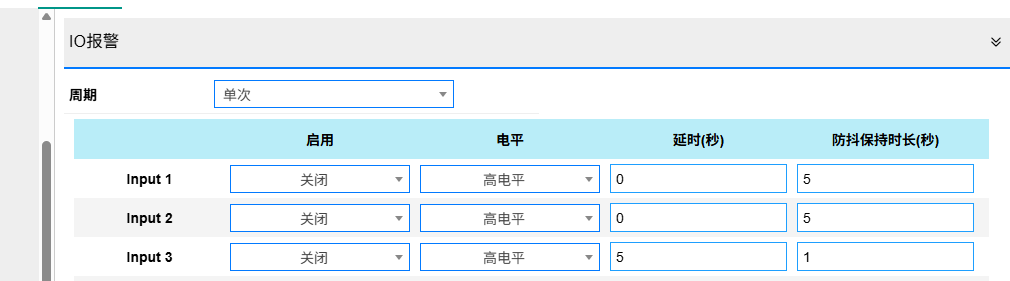 IO报警
周期 单次
启用 电平 延时(秒) 防抖保持时长(秒)
Input 1 关闭 高电平 0 5
Input 2 关闭 高电平 0 5
Input 3 关闭 高电平 5 1